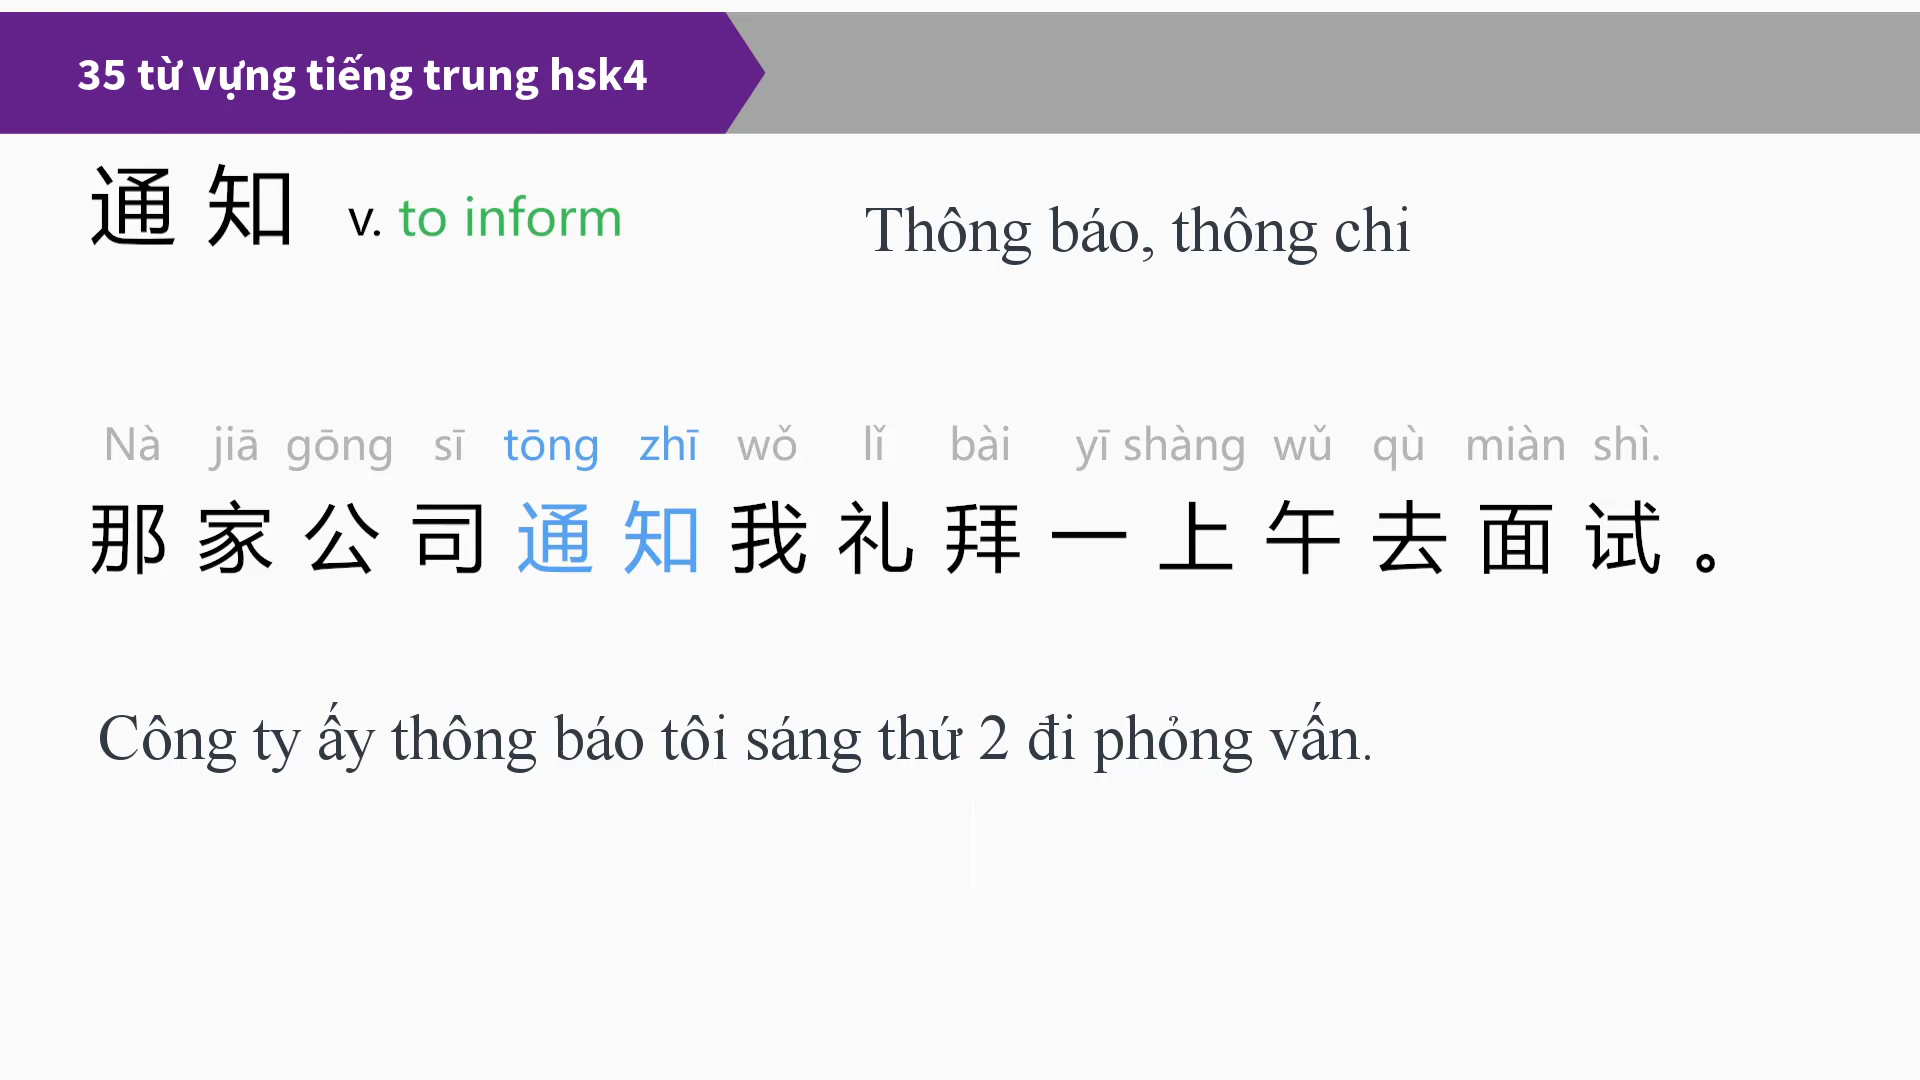 35 từ vựng tiếng trung hsk4
通知 v. to inform Thông báo, thông chi
Nà jiā gōng sī tōng zhī wǒ lǐ bài yī shàng wǔ qù miàn shì.
那家公司通知我礼拜一上午去面试。
Công ty ấy thông báo tôi sáng thứ 2 đi phỏng vấn.